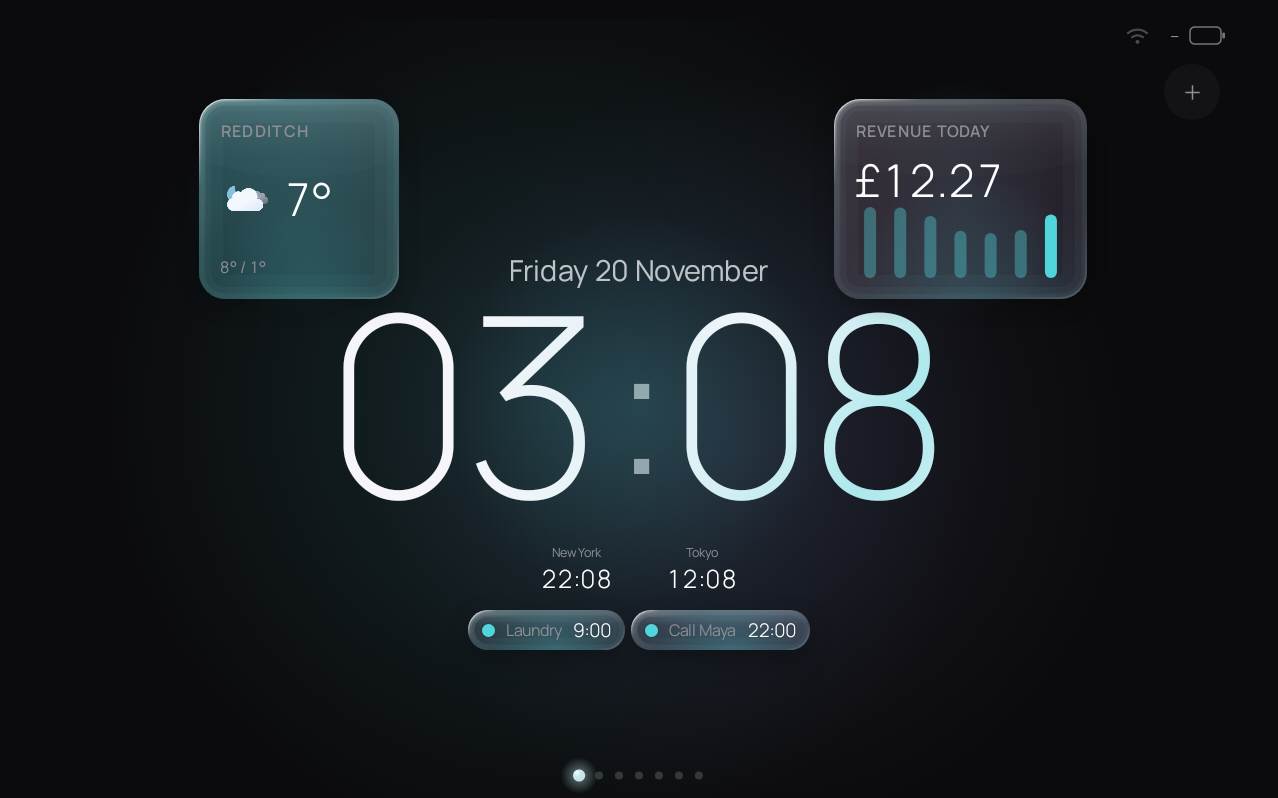 –
REDDITCH
7°
8° / 1°
REVENUE TODAY
£12.27
Friday 20 November
03:08
New York
22:08
Tokyo
12:08
Laundry 9:00
Call Maya 22:00